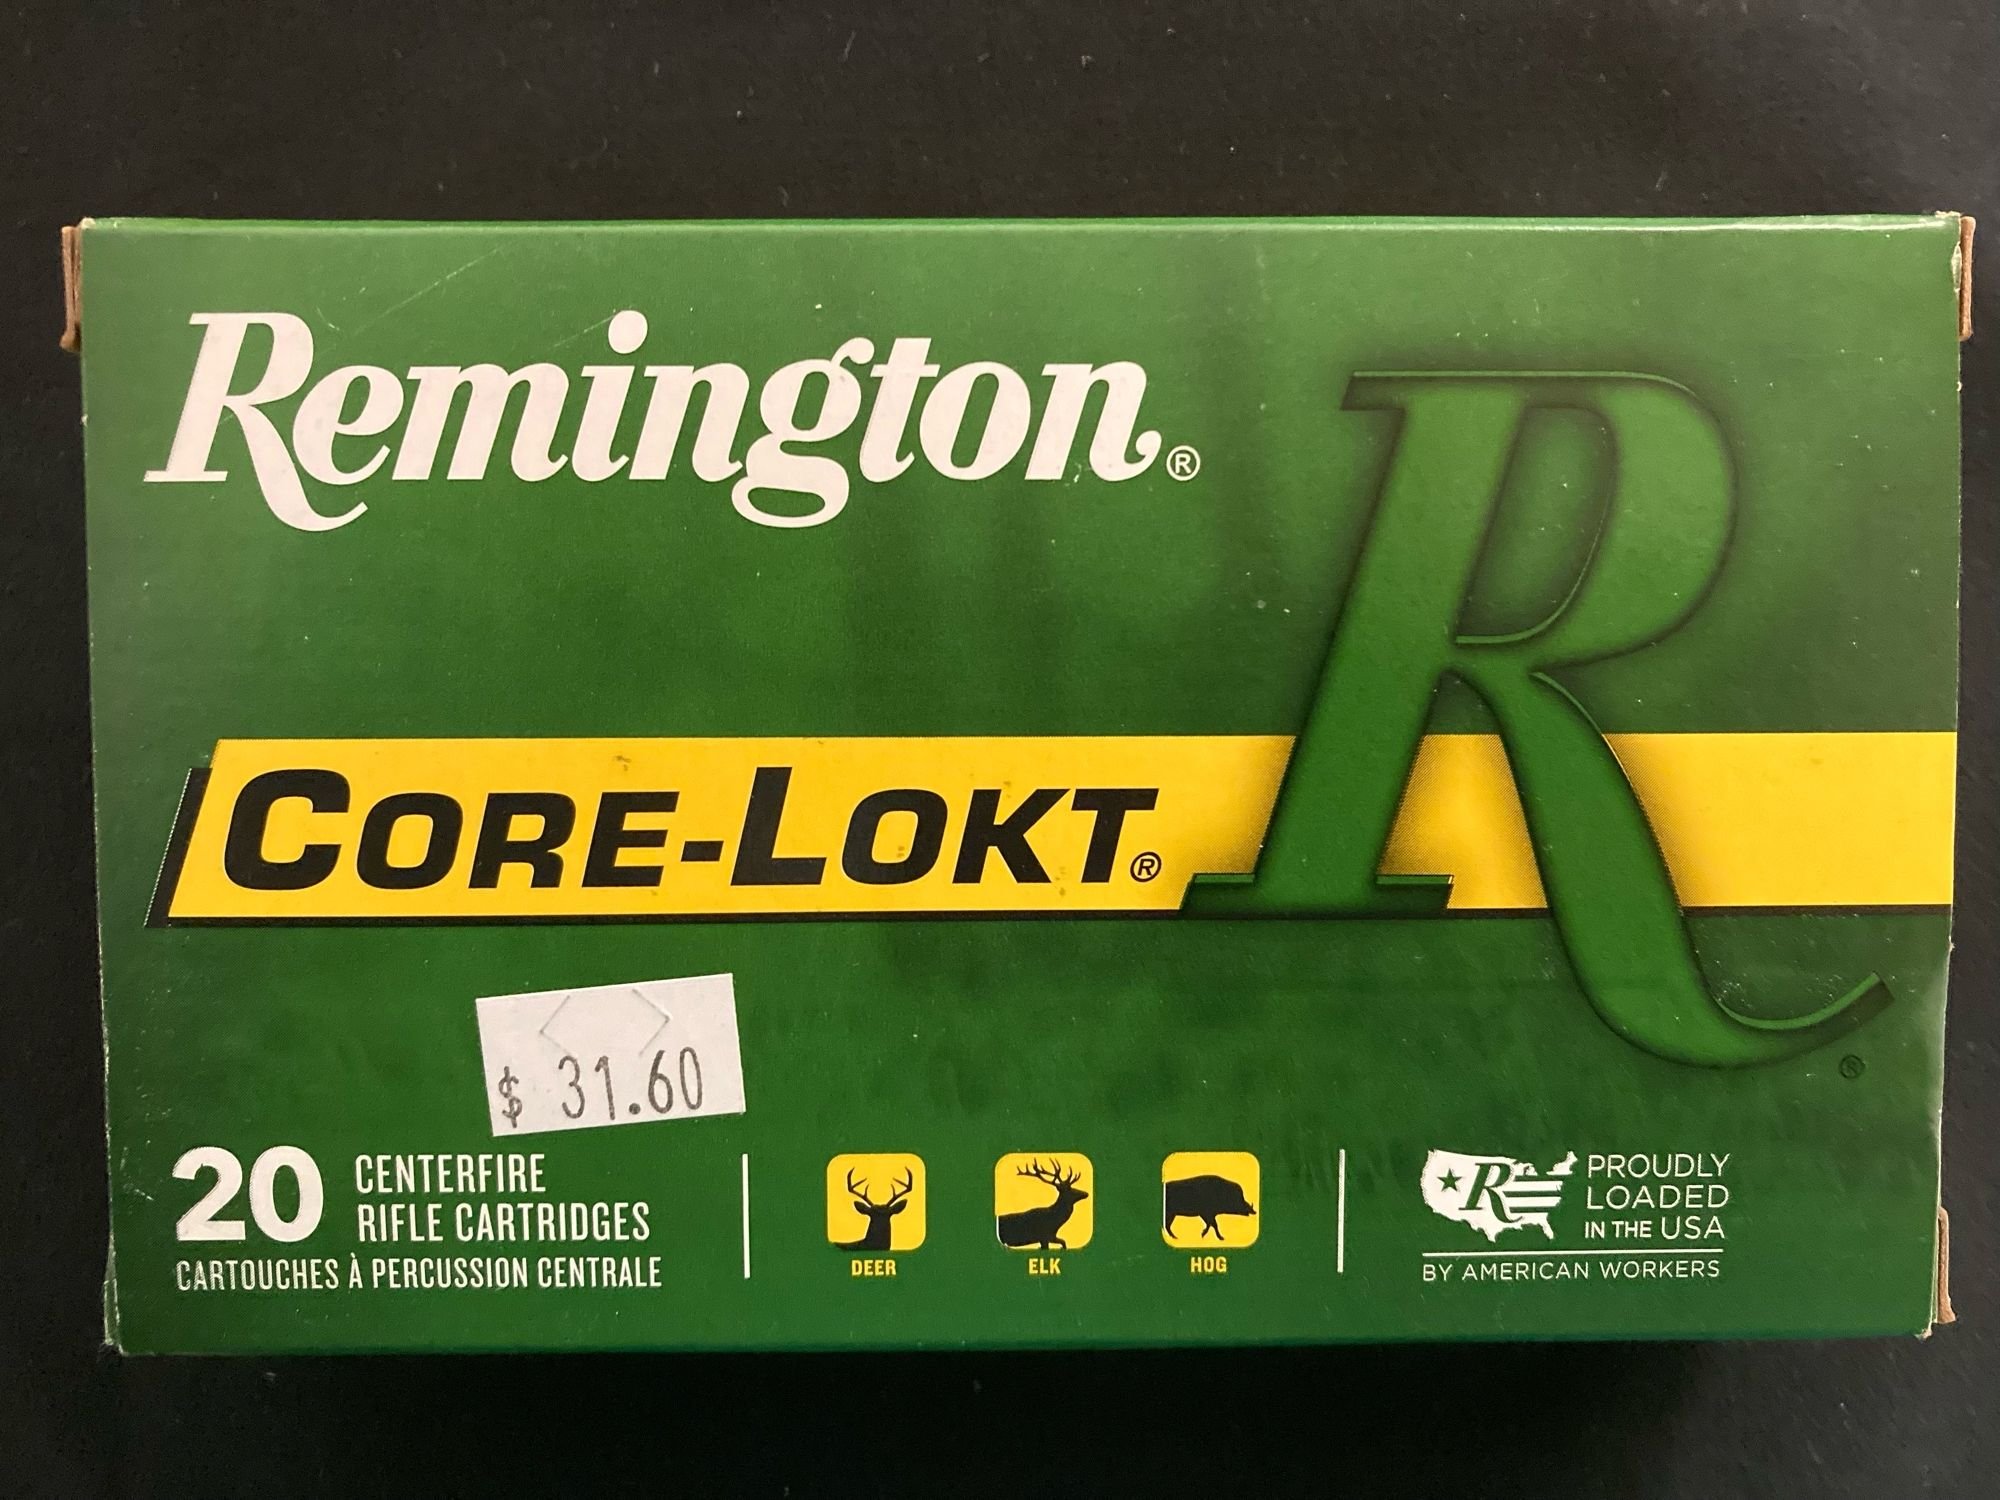 Remington®
CORE-LOKT®
R®
$ 31.60
20 CENTERFIRE
RIFLE CARTRIDGES
CARTOUCHES À PERCUSSION CENTRALE
DEER
ELK
HOG
R
PROUDLY
LOADED
IN THE USA
BY AMERICAN WORKERS